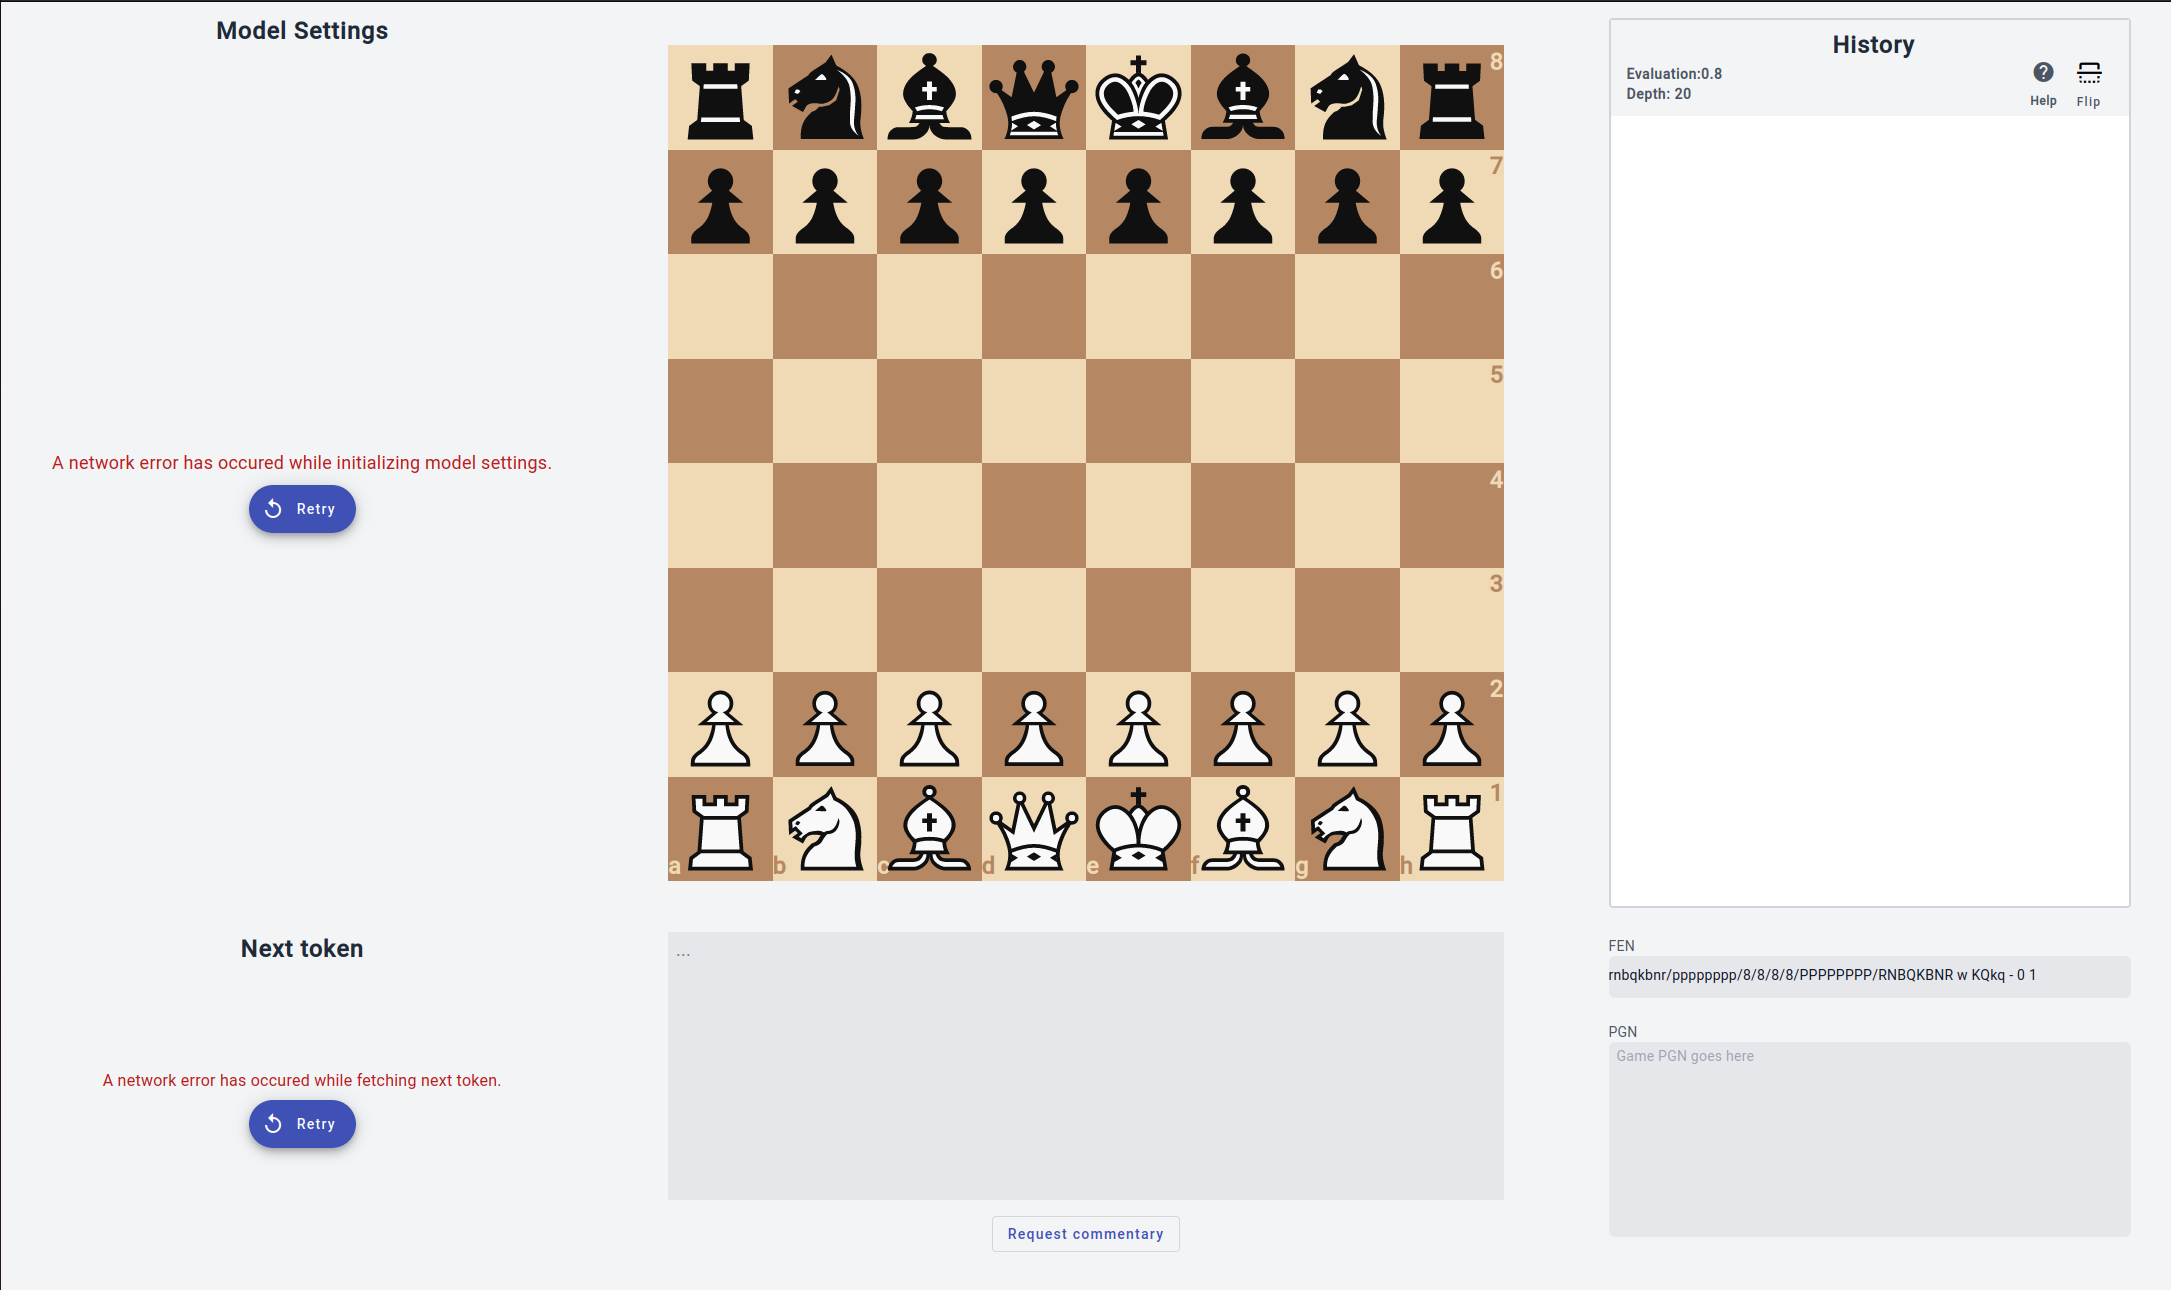 Model Settings
A network error has occured while initializing model settings.
Retry
Next token
A network error has occured while fetching next token.
Retry
8
7
6
5
4
3
2
1
a b c d e f g h
...
Request commentary
History
Evaluation:0.8
Depth: 20
Help
Flip
FEN
rnbqkbnr/pppppppp/8/8/8/8/PPPPPPPP/RNBQKBNR w KQkq - 0 1
PGN
Game PGN goes here